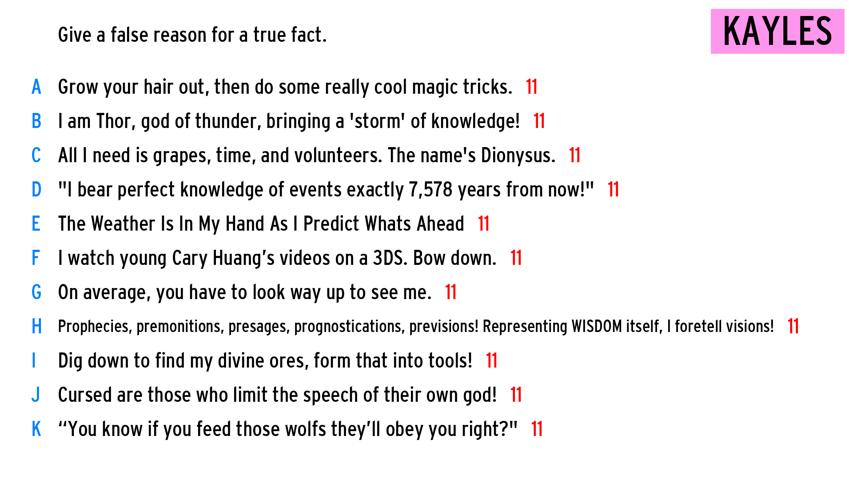 Give a false reason for a true fact.
KAYLES
A Grow your hair out, then do some really cool magic tricks. 11
B I am Thor, god of thunder, bringing a 'storm' of knowledge! 11
C All I need is grapes, time, and volunteers. The name's Dionysus. 11
D "I bear perfect knowledge of events exactly 7,578 years from now!" 11
E The Weather Is In My Hand As I Predict Whats Ahead 11
F I watch young Cary Huang’s videos on a 3DS. Bow down. 11
G On average, you have to look way up to see me. 11
H Prophecies, premonitions, presages, prognostications, previsions! Representing WISDOM itself, I foretell visions! 11
I Dig down to find my divine ores, form that into tools! 11
J Cursed are those who limit the speech of their own god! 11
K “You know if you feed those wolfs they’ll obey you right?" 11